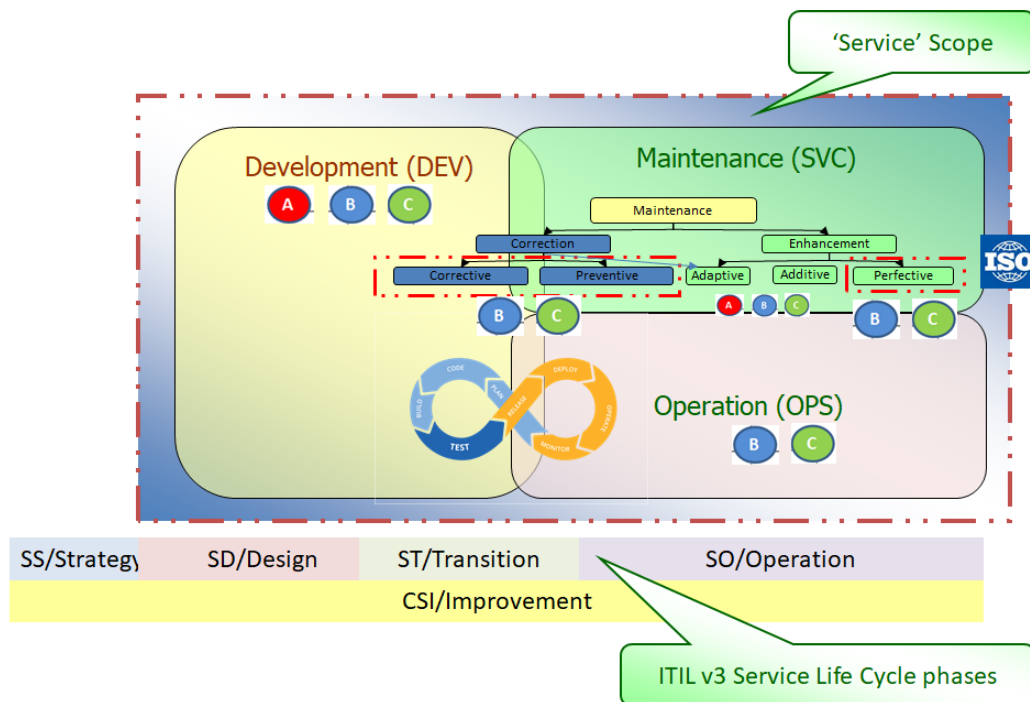 ‘Service’ Scope
Development (DEV)
A B C
Maintenance (SVC)
Maintenance
Correction
Enhancement
Corrective
Preventive
Adaptive
Additive
Perfective
ISO
B C
A B C
B C
CODE
BUILD
PLAN
TEST
RELEASE
DEPLOY
OPERATE
MONITOR
Operation (OPS)
B C
SS/Strategy
SD/Design
ST/Transition
SO/Operation
CSI/Improvement
ITIL v3 Service Life Cycle phases